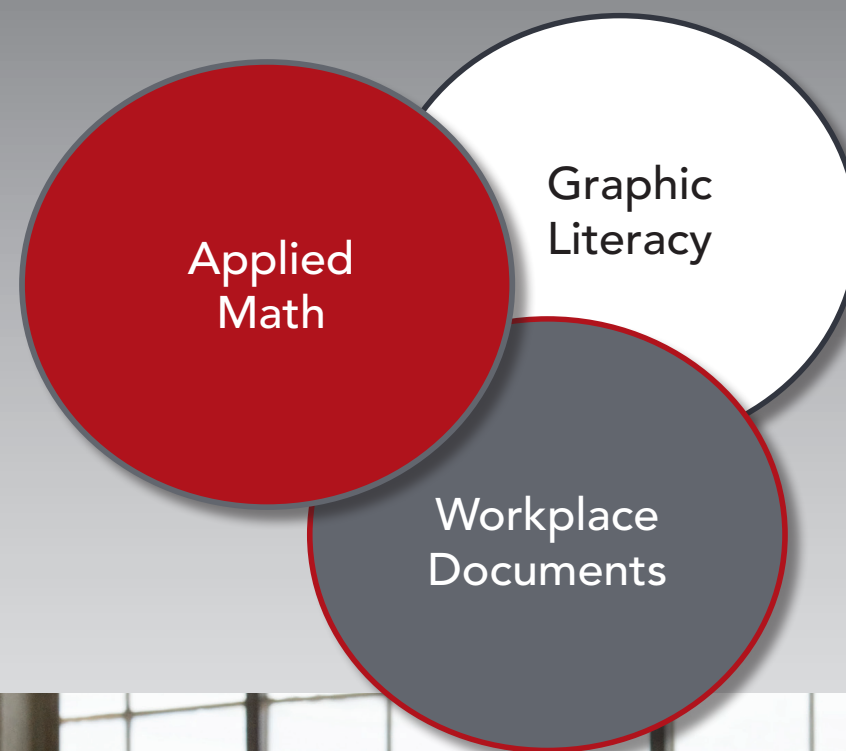 Applied
Math
Graphic
Literacy
Workplace
Documents